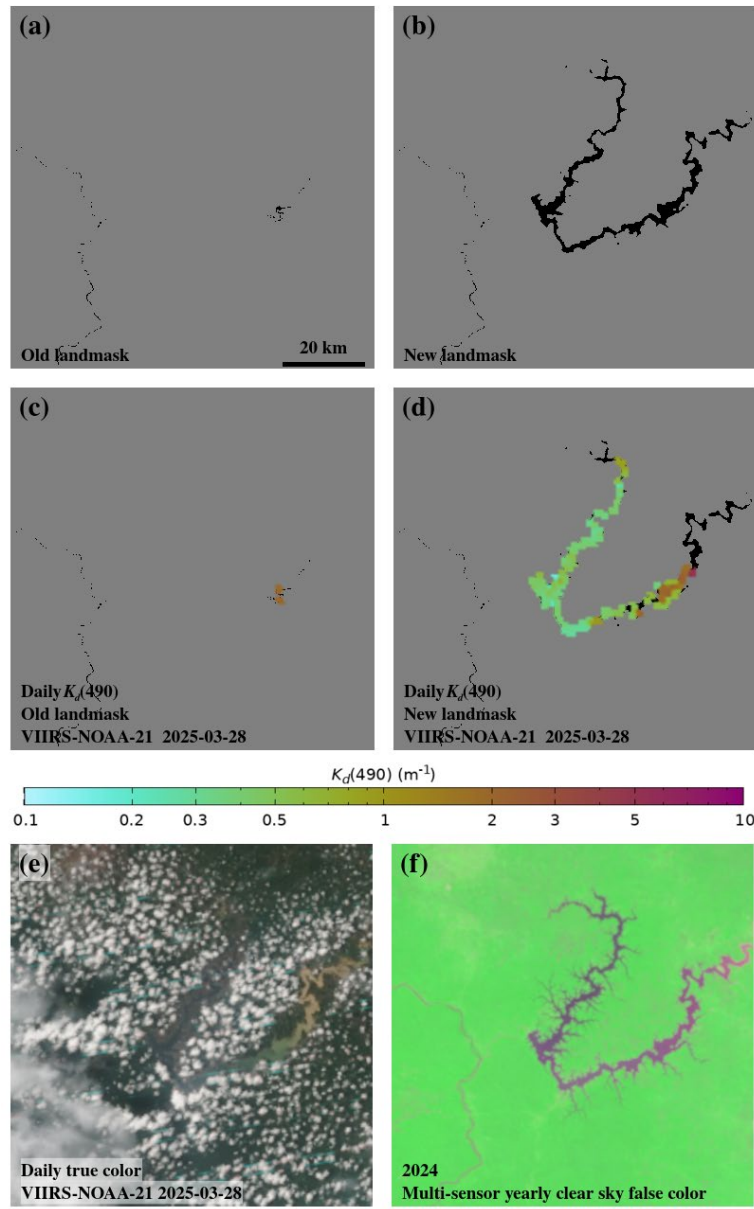 (a)
Old landmask
20 km
(b)
New landmask
(c)
Daily K_d(490)
Old landmask
VIIRS-NOAA-21 2025-03-28
(d)
Daily K_d(490)
New landmask
VIIRS-NOAA-21 2025-03-28
K_d(490) (m⁻¹)
0.1 0.2 0.3 0.5 1 2 3 5 10
(e)
Daily true color
VIIRS-NOAA-21 2025-03-28
(f)
2024
Multi-sensor yearly clear sky false color